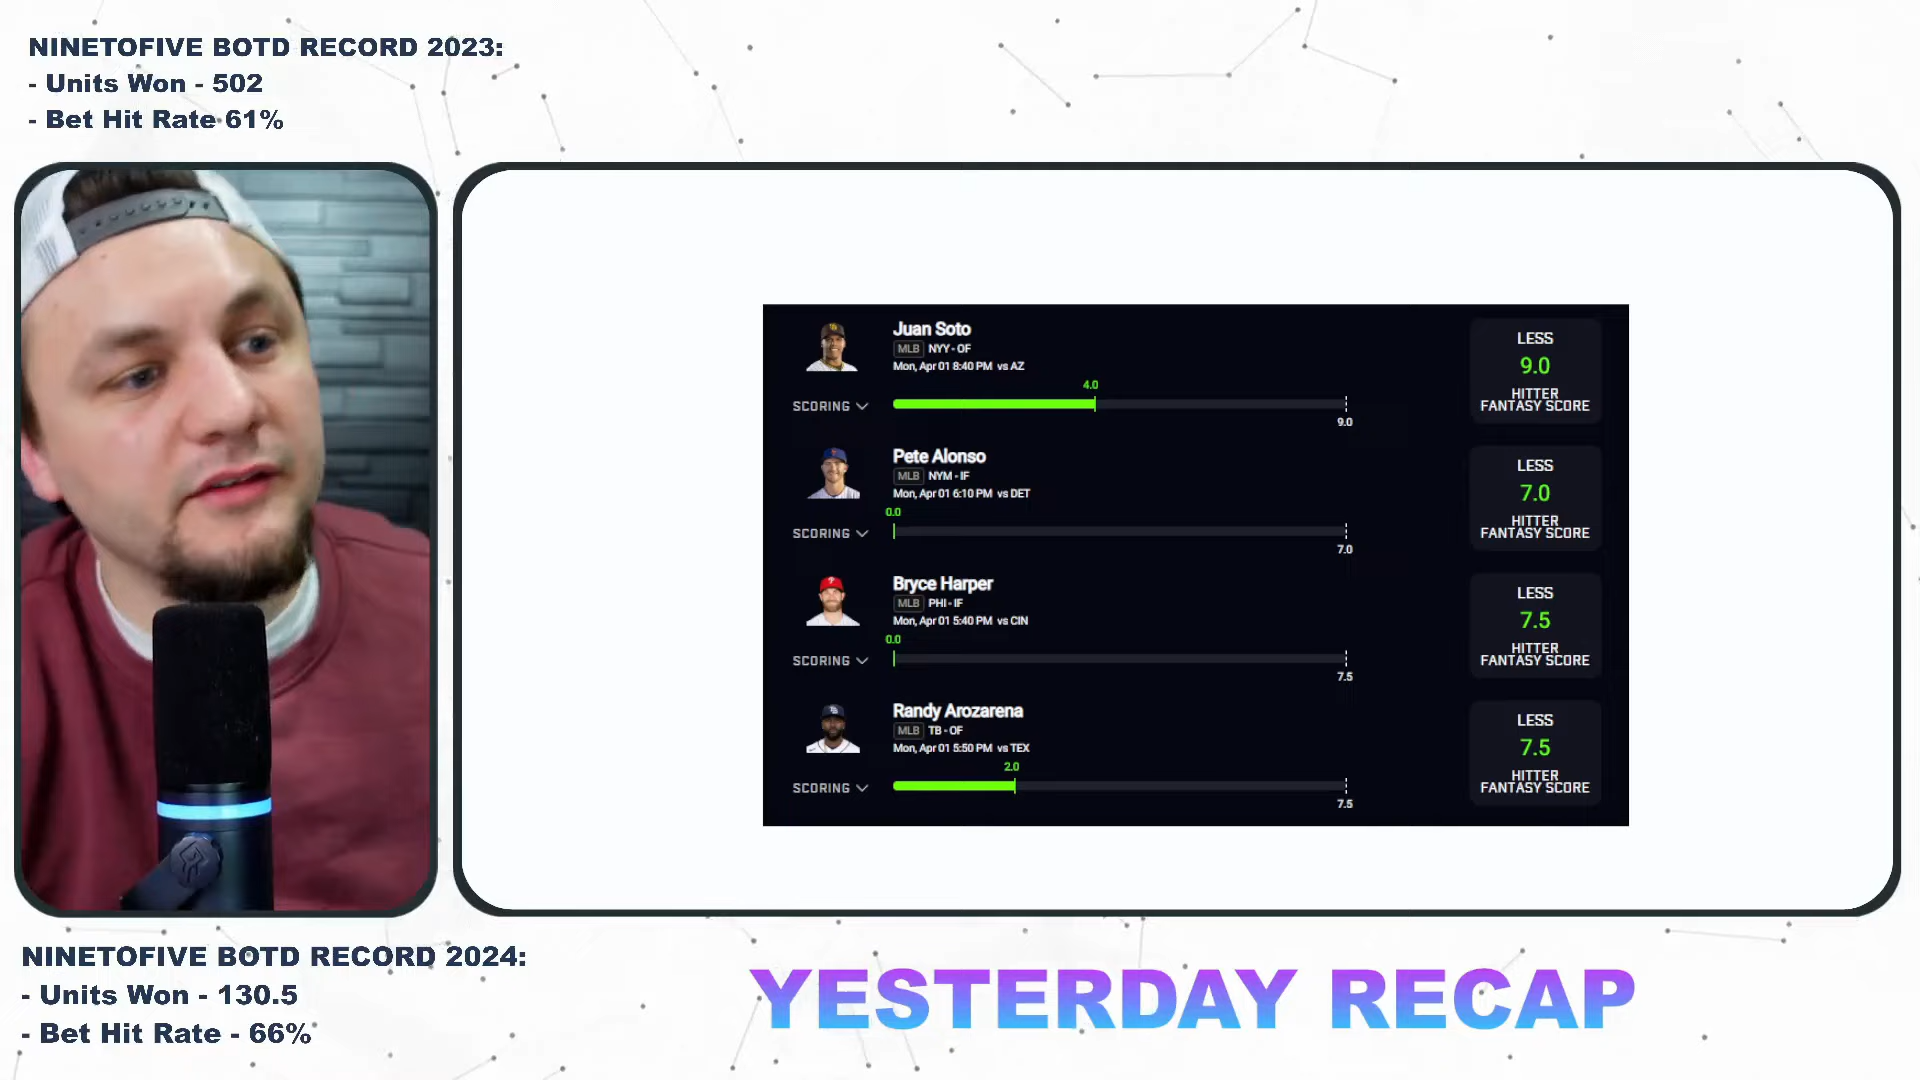 NINETOFIVE BOTD RECORD 2023:
- Units Won - 502
- Bet Hit Rate 61%
Juan Soto
MLB NYY - OF
Mon, Apr 01 8:40 PM vs AZ
4.0
SCORING
9.0
LESS
9.0
HITTER
FANTASY SCORE
Pete Alonso
MLB NYM - IF
Mon, Apr 01 6:10 PM vs DET
0.0
SCORING
7.0
LESS
7.0
HITTER
FANTASY SCORE
Bryce Harper
MLB PHI - IF
Mon, Apr 01 5:40 PM vs CIN
0.0
SCORING
7.5
LESS
7.5
HITTER
FANTASY SCORE
Randy Arozarena
MLB TB - OF
Mon, Apr 01 5:50 PM vs TEX
2.0
SCORING
7.5
LESS
7.5
HITTER
FANTASY SCORE
NINETOFIVE BOTD RECORD 2024:
- Units Won - 130.5
- Bet Hit Rate - 66%
YESTERDAY RECAP